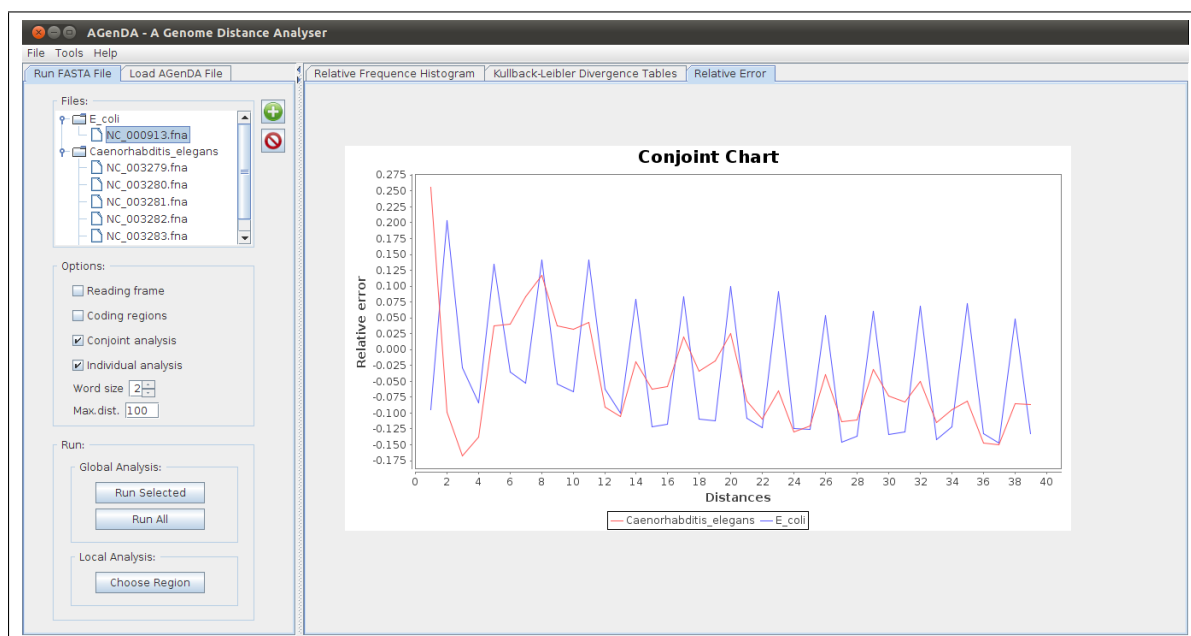 AGenDA - A Genome Distance Analyser
File Tools Help
Run FASTA File
Load AGenDA File
Files:
E_coli
NC_000913.fna
Caenorhabditis_elegans
NC_003279.fna
NC_003280.fna
NC_003281.fna
NC_003282.fna
NC_003283.fna
Options:
Reading frame
Coding regions
Conjoint analysis
Individual analysis
Word size 2
Max.dist. 100
Run:
Global Analysis:
Run Selected
Run All
Local Analysis:
Choose Region
Relative Frequence Histogram
Kullback-Leibler Divergence Tables
Relative Error
Conjoint Chart
Relative error
0.275
0.250
0.225
0.200
0.175
0.150
0.125
0.100
0.075
0.050
0.025
0.000
-0.025
-0.050
-0.075
-0.100
-0.125
-0.150
-0.175
0 2 4 6 8 10 12 14 16 18 20 22 24 26 28 30 32 34 36 38 40
Distances
Caenorhabditis_elegans E_coli